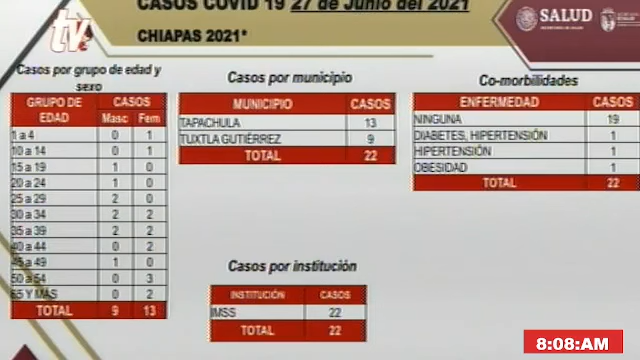 CASOS COVID 19 27 de Junio del 2021
CHIAPAS 2021*
tv
SALUD
Casos por grupo de edad y
sexo
GRUPO DE EDAD CASOS
Masc Fem
1 a 4 0 1
10 a 14 0 1
15 a 19 1 0
20 a 24 1 0
25 a 29 2 0
30 a 34 2 2
35 a 39 2 2
40 a 44 0 2
45 a 49 1 0
50 a 54 0 3
65 Y MÁS 0 2
TOTAL 9 13
Casos por municipio
MUNICIPIO CASOS
TAPACHULA 13
TUXTLA GUTIÉRREZ 9
TOTAL 22
Co-morbilidades
ENFERMEDAD CASOS
NINGUNA 19
DIABETES, HIPERTENSIÓN 1
HIPERTENSIÓN 1
OBESIDAD 1
TOTAL 22
Casos por institución
INSTITUCIÓN CASOS
IMSS 22
TOTAL 22
8:08:AM